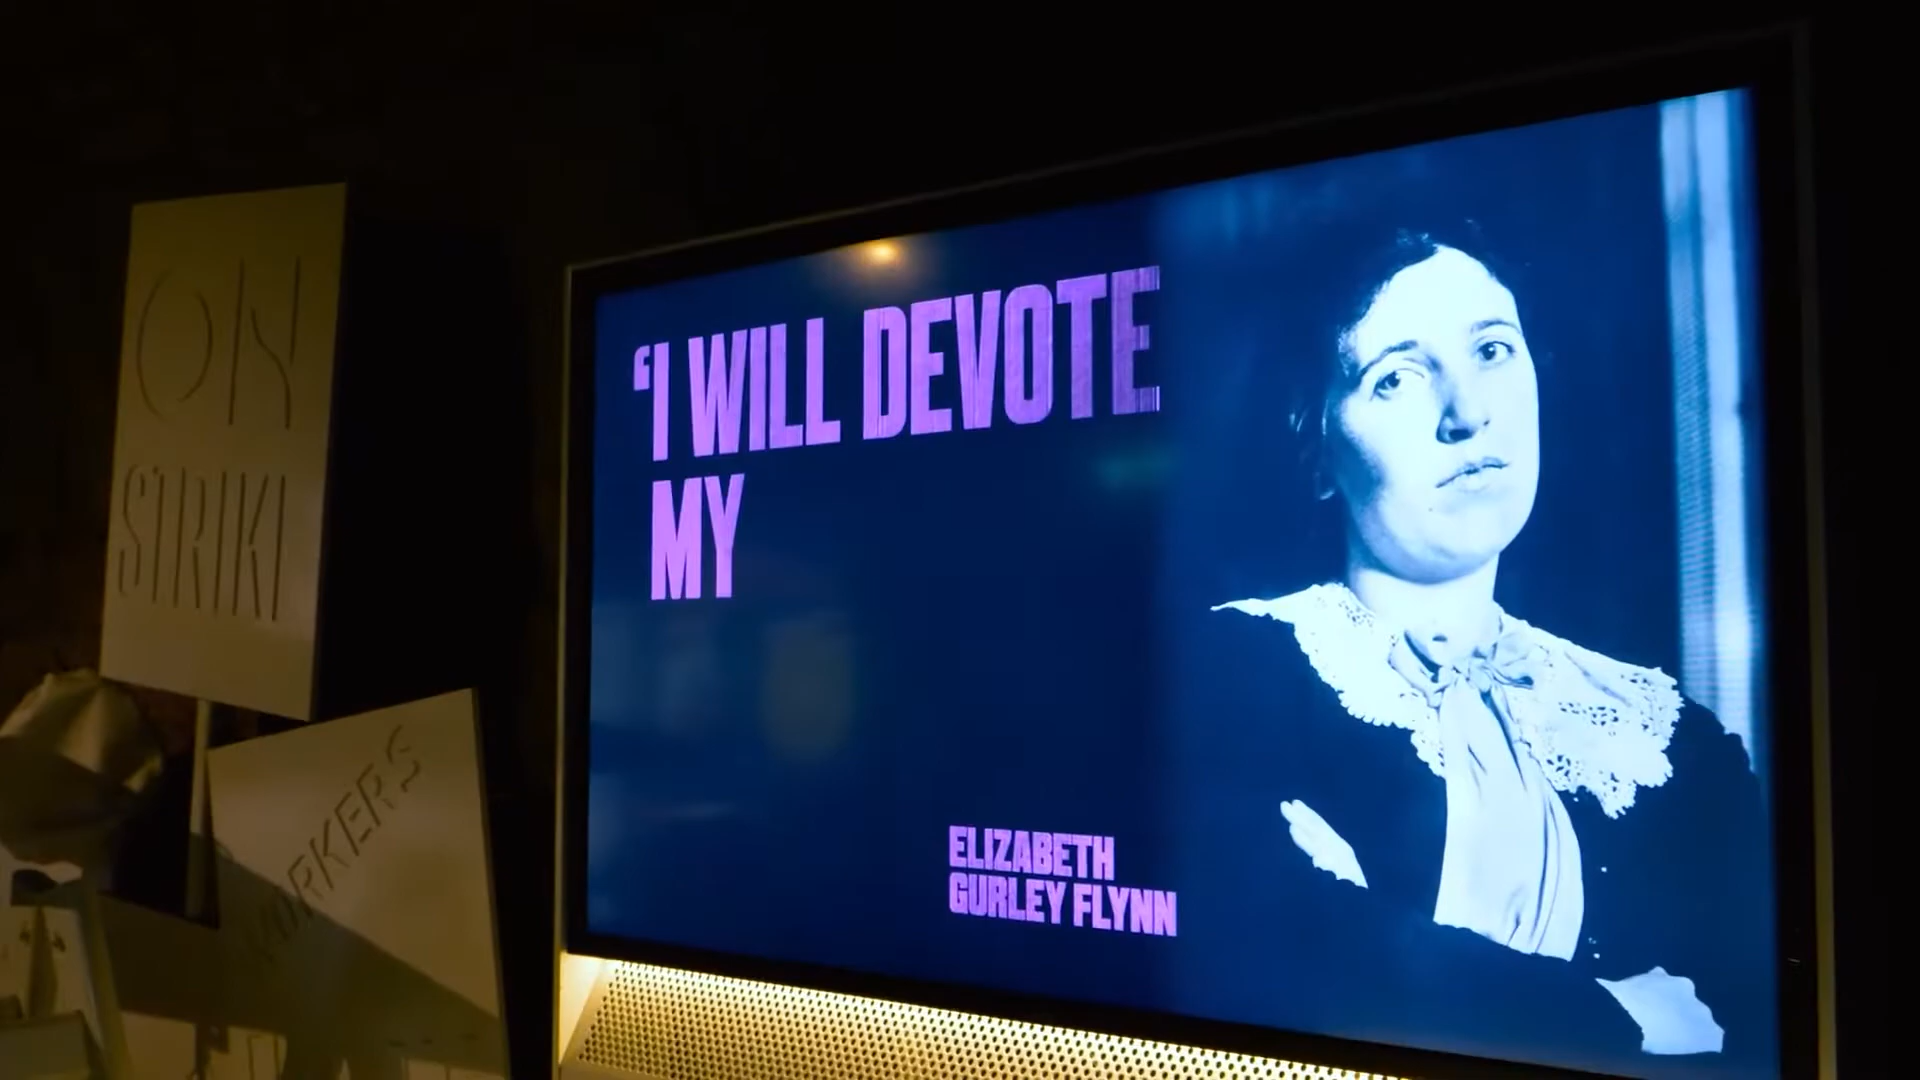 ON
STRIKE
WORKERS
‘I WILL DEVOTE
MY
ELIZABETH
GURLEY FLYNN